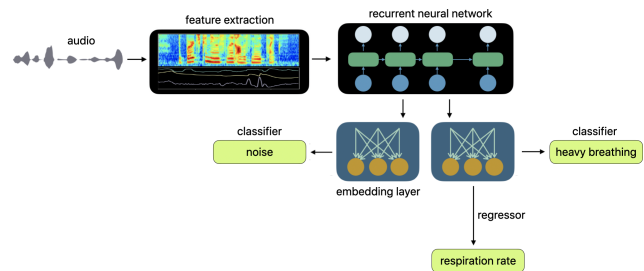 feature extraction
recurrent neural network
audio
classifier
noise
embedding layer
classifier
heavy breathing
regressor
respiration rate